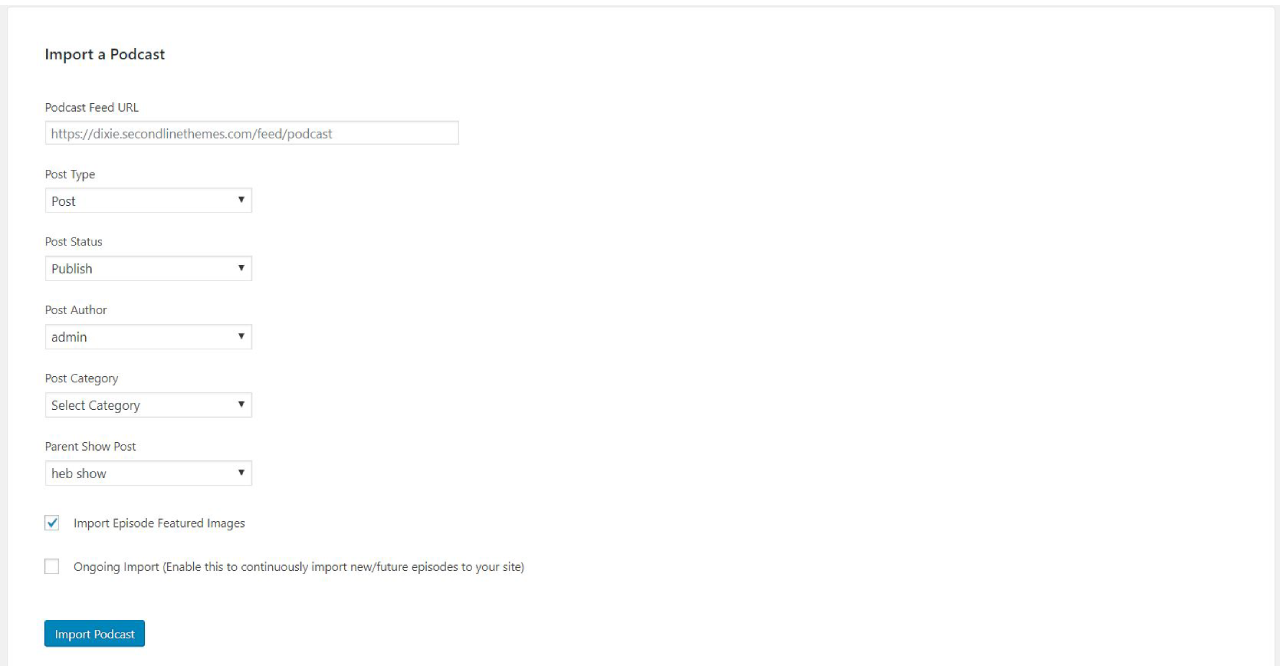 Import a Podcast
Podcast Feed URL
https://dixie.secondlinethemes.com/feed/podcast
Post Type
Post
Post Status
Publish
Post Author
admin
Post Category
Select Category
Parent Show Post
heb show
Import Episode Featured Images
Ongoing Import (Enable this to continuously import new/future episodes to your site)
Import Podcast